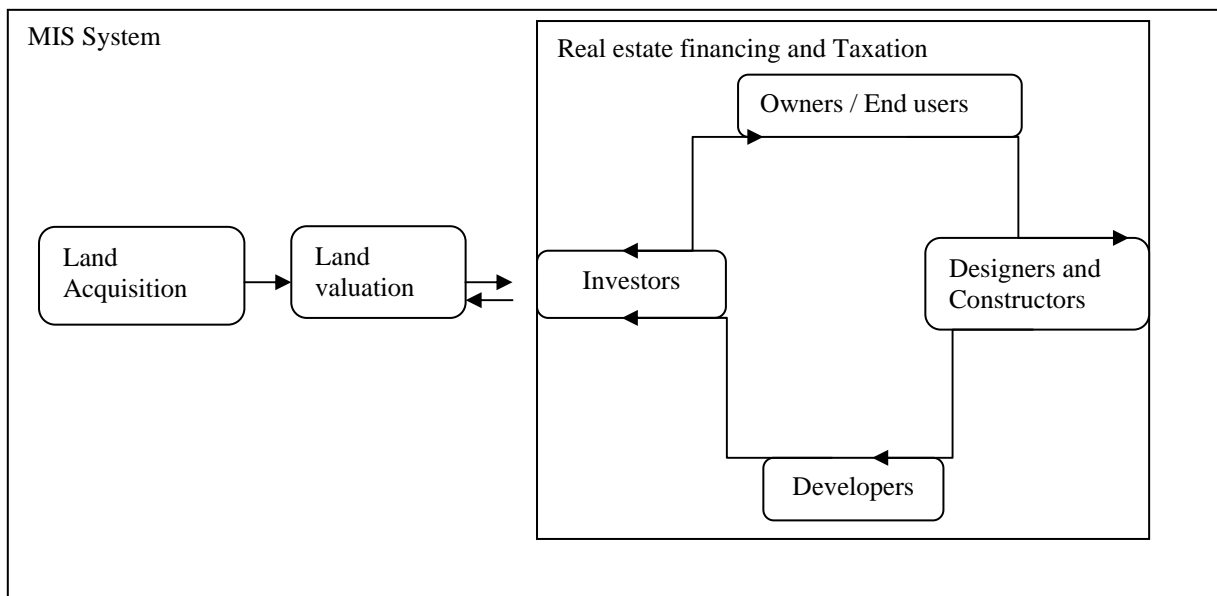 MIS System
Real estate financing and Taxation
Owners / End users
Land
Acquisition
Land
valuation
Investors
Designers and
Constructors
Developers